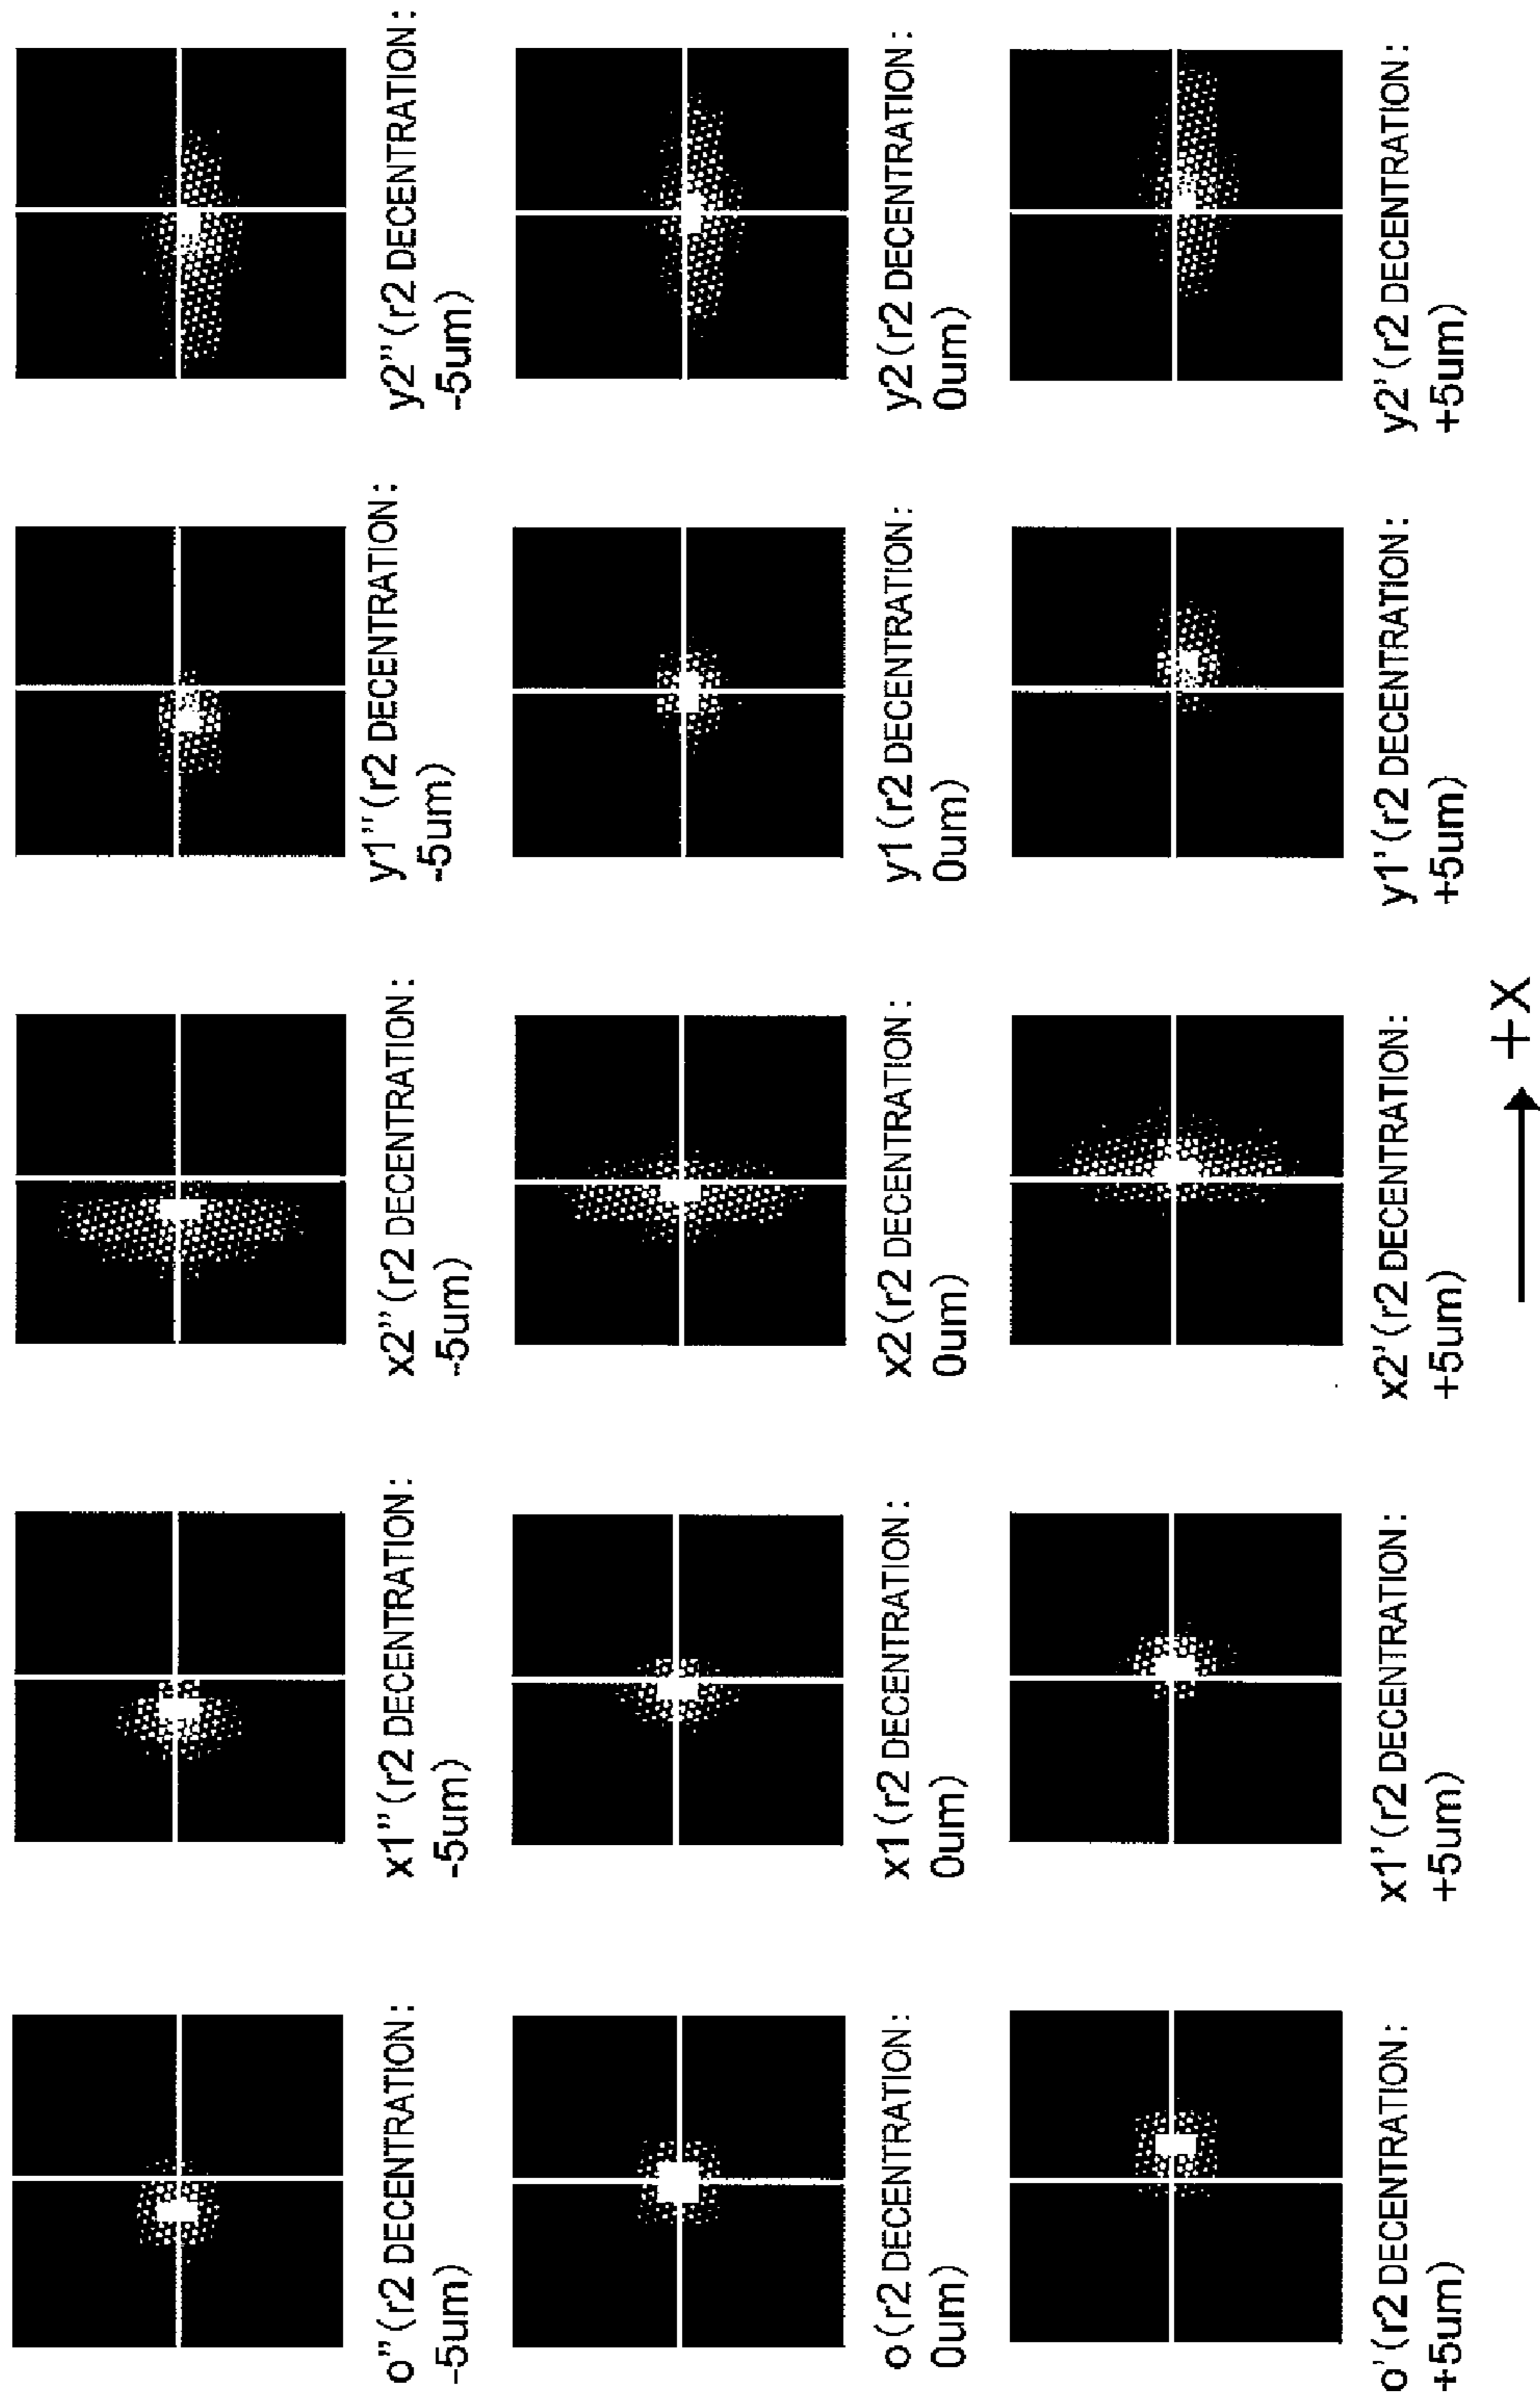 o"(r2 DECENTRATION:
-5um)
x1"(r2 DECENTRATION:
-5um)
x2"(r2 DECENTRATION:
-5um)
y1"(r2 DECENTRATION:
-5um)
y2"(r2 DECENTRATION:
-5um)
o(r2 DECENTRATION:
0um)
x1(r2 DECENTRATION:
0um)
x2(r2 DECENTRATION:
0um)
y1(r2 DECENTRATION:
0um)
y2(r2 DECENTRATION:
0um)
o'(r2 DECENTRATION:
+5um)
x1'(r2 DECENTRATION:
+5um)
x2'(r2 DECENTRATION:
+5um)
y1'(r2 DECENTRATION:
+5um)
y2'(r2 DECENTRATION:
+5um)
+X